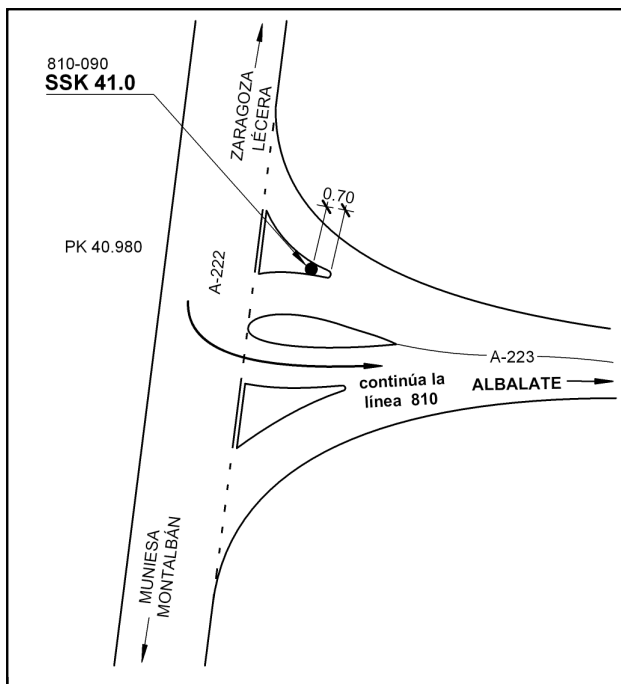 810-090
SSK 41.0
ZARAGOZA
LÉCERA
0.70
PK 40.980
A-222
A-223
continúa la
línea 810
ALBALATE
MUNIESA
MONTALBÁN